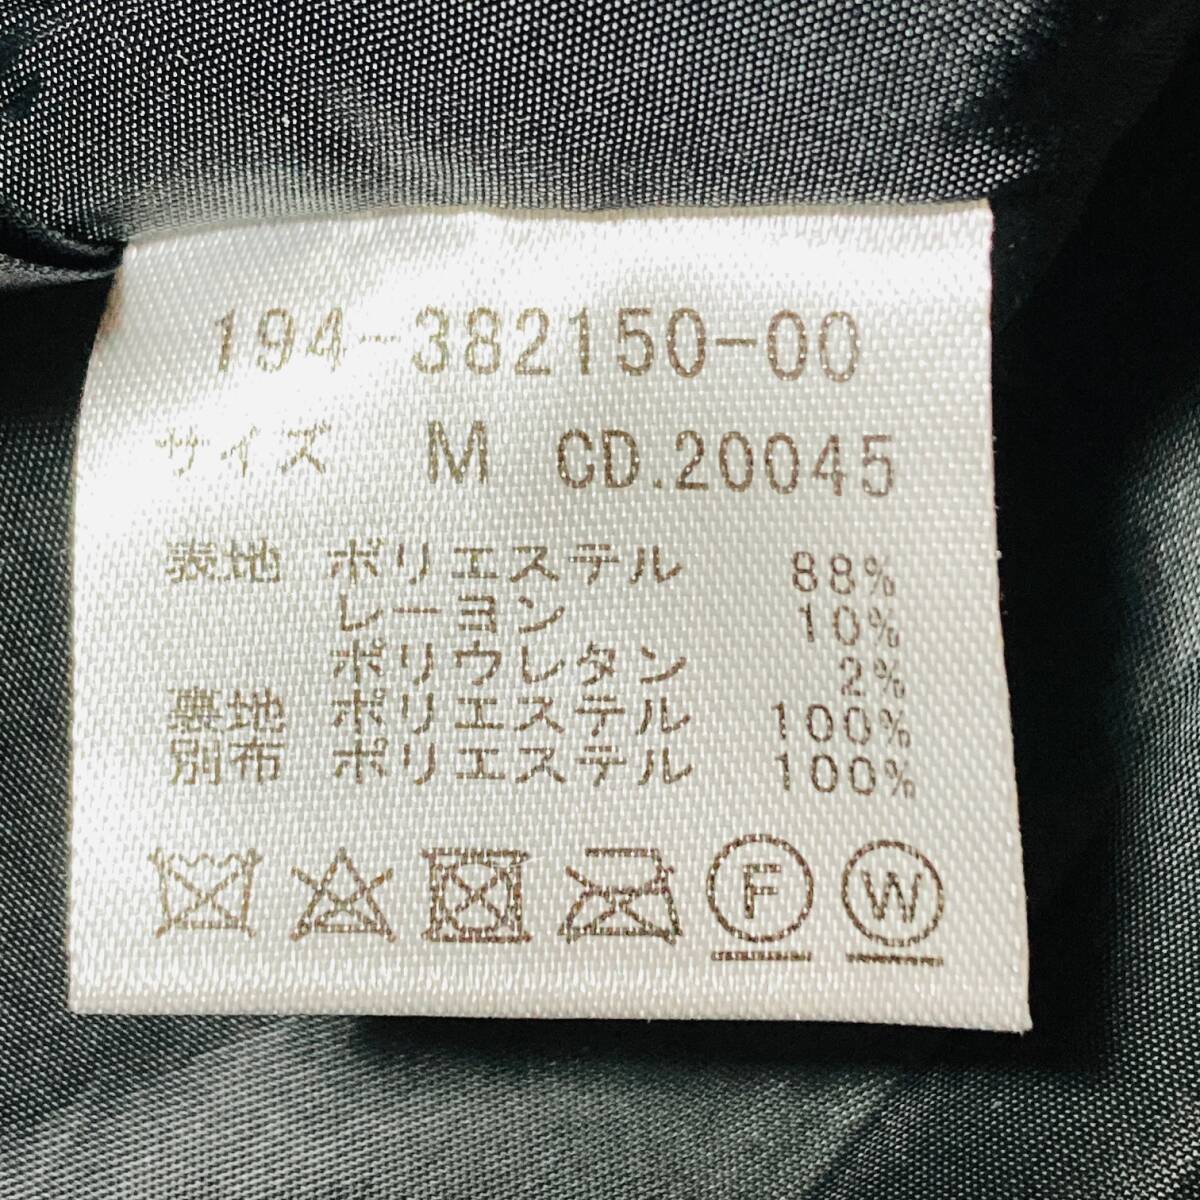 194-382150-00
サイズ M CD.20045
表地 ポリエステル 88%
レーヨン 10%
ポリウレタン 2%
裏地 ポリエステル 100%
別布 ポリエステル 100%
F W